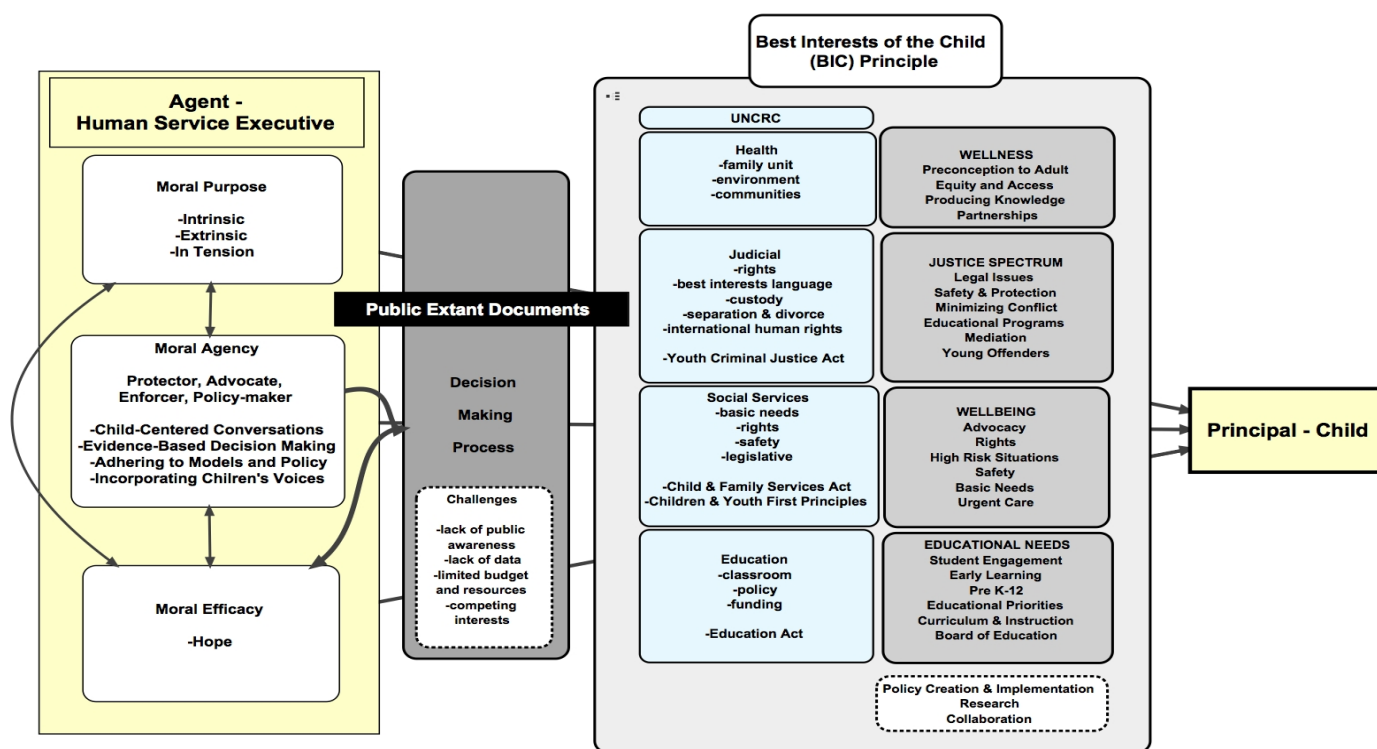 Best Interests of the Child
(BIC) Principle
Agent -
Human Service Executive
Moral Purpose
-Intrinsic
-Extrinsic
-In Tension
Moral Agency
Protector, Advocate,
Enforcer, Policy-maker
-Child-Centered Conversations
-Evidence-Based Decision Making
-Adhering to Models and Policy
-Incorporating Chilren's Voices
Moral Efficacy
-Hope
Public Extant Documents
Decision
Making
Process
Challenges
-lack of public
awareness
-lack of data
-limited budget
and resources
-competing
interests
UNCRC
Health
-family unit
-environment
-communities
Judicial
-rights
-best interests language
-custody
-separation & divorce
-international human rights
-Youth Criminal Justice Act
Social Services
-basic needs
-rights
-safety
-legislative
-Child & Family Services Act
-Children & Youth First Principles
Education
-classroom
-policy
-funding
-Education Act
WELLNESS
Preconception to Adult
Equity and Access
Producing Knowledge
Partnerships
JUSTICE SPECTRUM
Legal Issues
Safety & Protection
Minimizing Conflict
Educational Programs
Mediation
Young Offenders
WELLBEING
Advocacy
Rights
High Risk Situations
Safety
Basic Needs
Urgent Care
EDUCATIONAL NEEDS
Student Engagement
Early Learning
Pre K-12
Educational Priorities
Curriculum & Instruction
Board of Education
Policy Creation & Implementation
Research
Collaboration
Principal - Child